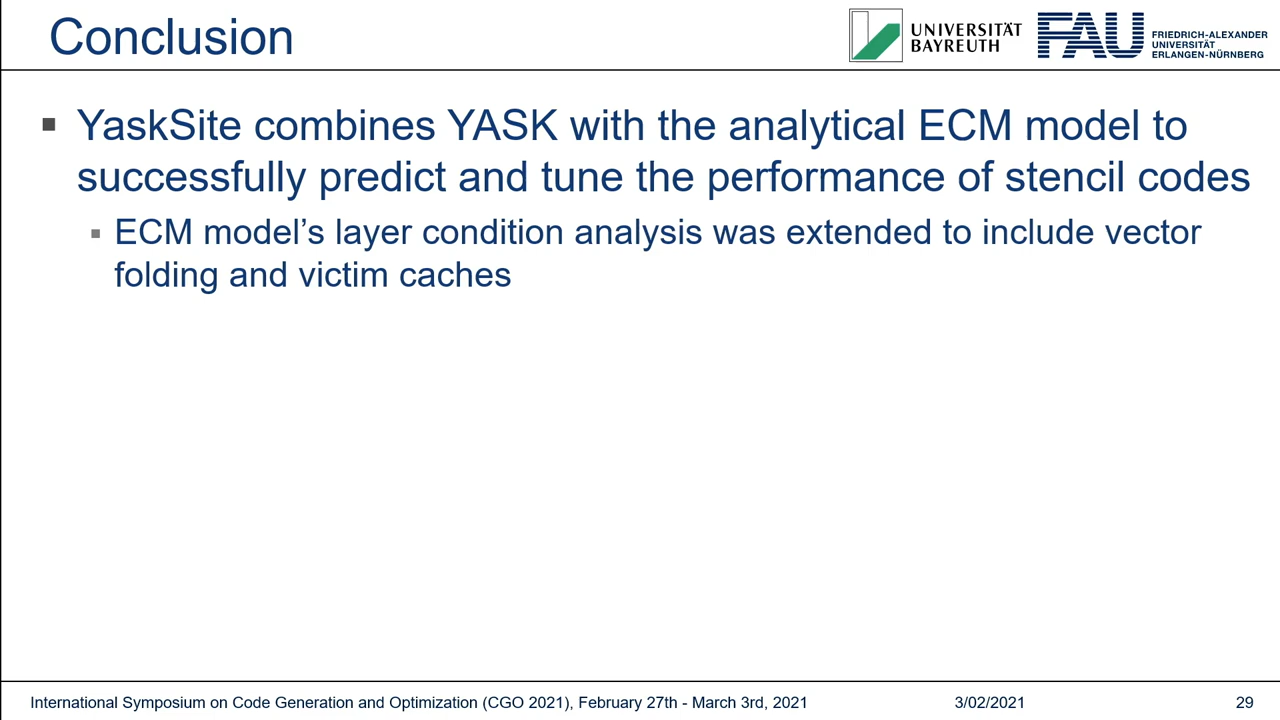 Conclusion
UNIVERSITÄT
BAYREUTH
FAU
FRIEDRICH-ALEXANDER
UNIVERSITÄT
ERLANGEN-NÜRNBERG
YaskSite combines YASK with the analytical ECM model to
successfully predict and tune the performance of stencil codes
ECM model’s layer condition analysis was extended to include vector
folding and victim caches
International Symposium on Code Generation and Optimization (CGO 2021), February 27th - March 3rd, 2021
3/02/2021
29